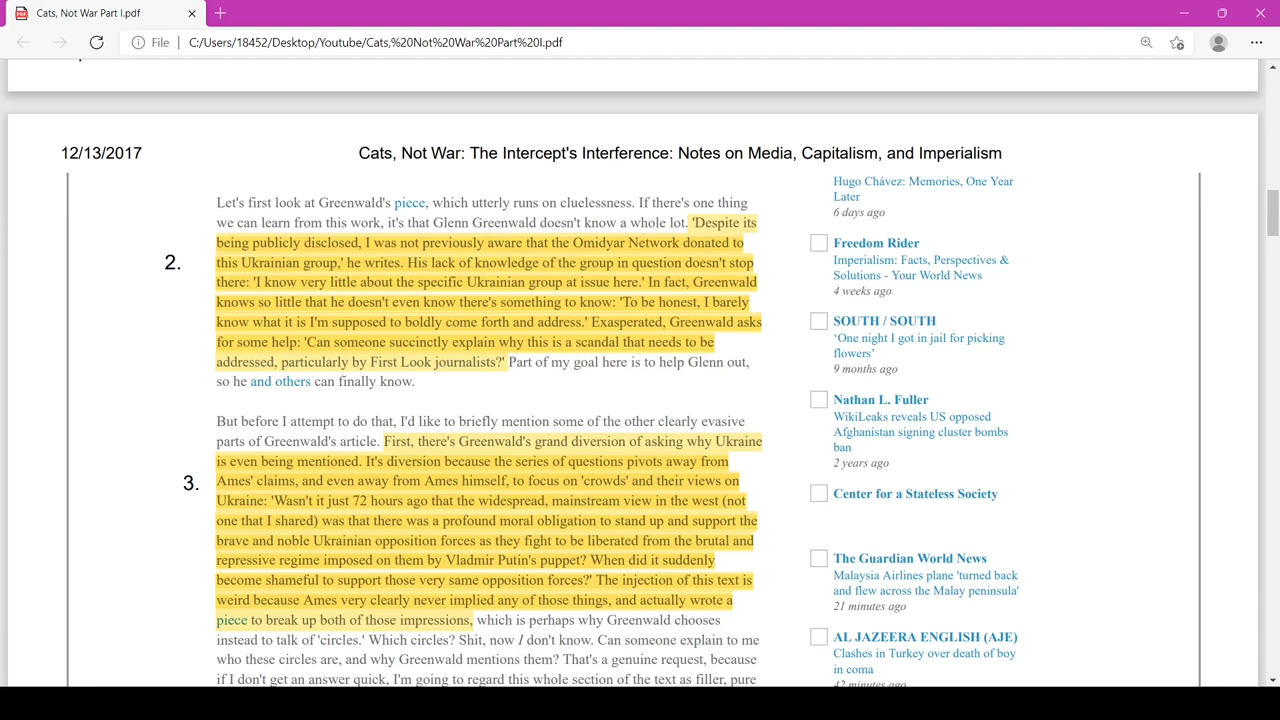 Cats, Not War Part I.pdf
File
C:/Users/18452/Desktop/Youtube/Cats,%20Not%20War%20Part%20I.pdf
12/13/2017
Cats, Not War: The Intercept's Interference: Notes on Media, Capitalism, and Imperialism
Let's first look at Greenwald's piece, which utterly runs on cluelessness. If there's one thing
we can learn from this work, it's that Glenn Greenwald doesn't know a whole lot. 'Despite its
2.
being publicly disclosed, I was not previously aware that the Omidyar Network donated to
this Ukrainian group,' he writes. His lack of knowledge of the group in question doesn't stop
there: 'I know very little about the specific Ukrainian group at issue here.' In fact, Greenwald
knows so little that he doesn't even know there's something to know: 'To be honest, I barely
know what it is I'm supposed to boldly come forth and address.' Exasperated, Greenwald asks
for some help: 'Can someone succinctly explain why this is a scandal that needs to be
addressed, particularly by First Look journalists?' Part of my goal here is to help Glenn out,
so he and others can finally know.
But before I attempt to do that, I'd like to briefly mention some of the other clearly evasive
parts of Greenwald's article. First, there's Greenwald's grand diversion of asking why Ukraine
3.
is even being mentioned. It's diversion because the series of questions pivots away from
Ames' claims, and even away from Ames himself, to focus on 'crowds' and their views on
Ukraine: 'Wasn't it just 72 hours ago that the widespread, mainstream view in the west (not
one that I shared) was that there was a profound moral obligation to stand up and support the
brave and noble Ukrainian opposition forces as they fight to be liberated from the brutal and
repressive regime imposed on them by Vladmir Putin's puppet? When did it suddenly
become shameful to support those very same opposition forces?' The injection of this text is
weird because Ames very clearly never implied any of those things, and actually wrote a
piece to break up both of those impressions, which is perhaps why Greenwald chooses
instead to talk of 'circles.' Which circles? Shit, now I don't know. Can someone explain to me
who these circles are, and why Greenwald mentions them? That's a genuine request, because
if I don't get an answer quick, I'm going to regard this whole section of the text as filler, pure
Hugo Chávez: Memories, One Year
Later
6 days ago
Freedom Rider
Imperialism: Facts, Perspectives &
Solutions - Your World News
4 weeks ago
SOUTH / SOUTH
‘One night I got in jail for picking
flowers’
9 months ago
Nathan L. Fuller
WikiLeaks reveals US opposed
Afghanistan signing cluster bombs
ban
2 years ago
Center for a Stateless Society
The Guardian World News
Malaysia Airlines plane 'turned back
and flew across the Malay peninsula'
21 minutes ago
AL JAZEERA ENGLISH (AJE)
Clashes in Turkey over death of boy
in coma
42 minutes ago